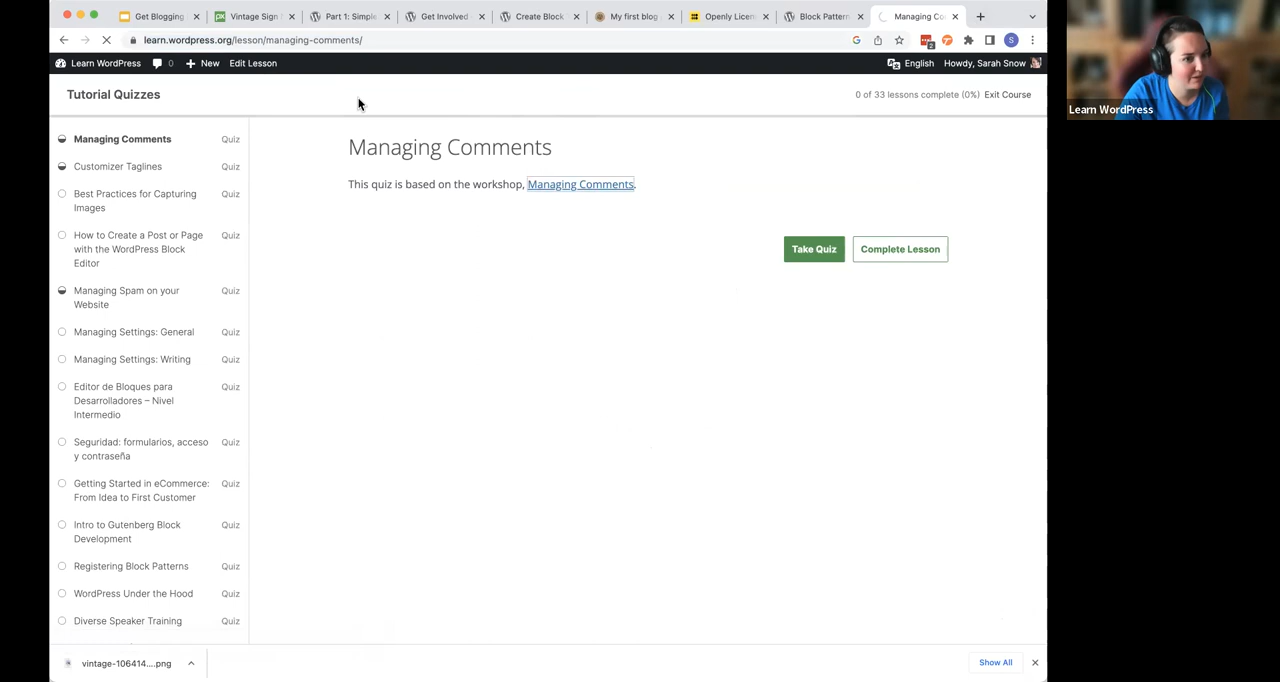 Get Blogging
Vintage Sign
Part 1: Simple
Get Involved
Create Block
My first blog
Openly Licen
Block Pattern
Managing Co
learn.wordpress.org/lesson/managing-comments/
2
S
Learn WordPress
0
New
Edit Lesson
English
Howdy, Sarah Snow
Learn WordPress
Tutorial Quizzes
0 of 33 lessons complete (0%)
Exit Course
Managing Comments Quiz
Customizer Taglines Quiz
Best Practices for Capturing Quiz
Images
How to Create a Post or Page Quiz
with the WordPress Block
Editor
Managing Spam on your Quiz
Website
Managing Settings: General Quiz
Managing Settings: Writing Quiz
Editor de Bloques para Quiz
Desarrolladores – Nivel
Intermedio
Seguridad: formularios, acceso Quiz
y contraseña
Getting Started in eCommerce: Quiz
From Idea to First Customer
Intro to Gutenberg Block Quiz
Development
Registering Block Patterns Quiz
WordPress Under the Hood Quiz
Diverse Speaker Training Quiz
Managing Comments
This quiz is based on the workshop, Managing Comments.
Take Quiz
Complete Lesson
vintage-106414....png
Show All